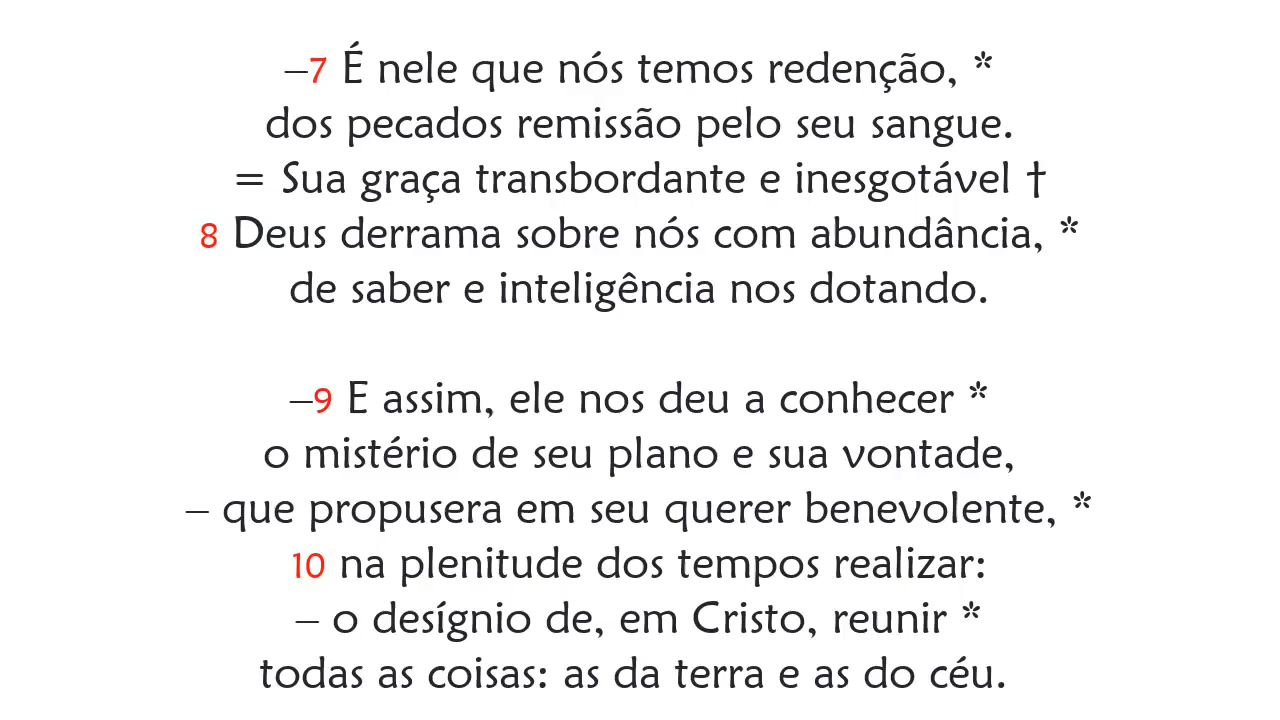 –7 É nele que nós temos redenção, *
dos pecados remissão pelo seu sangue.
= Sua graça transbordante e inesgotável †
8 Deus derrama sobre nós com abundância, *
de saber e inteligência nos dotando.
–9 E assim, ele nos deu a conhecer *
o mistério de seu plano e sua vontade,
– que propusera em seu querer benevolente, *
10 na plenitude dos tempos realizar:
– o desígnio de, em Cristo, reunir *
todas as coisas: as da terra e as do céu.